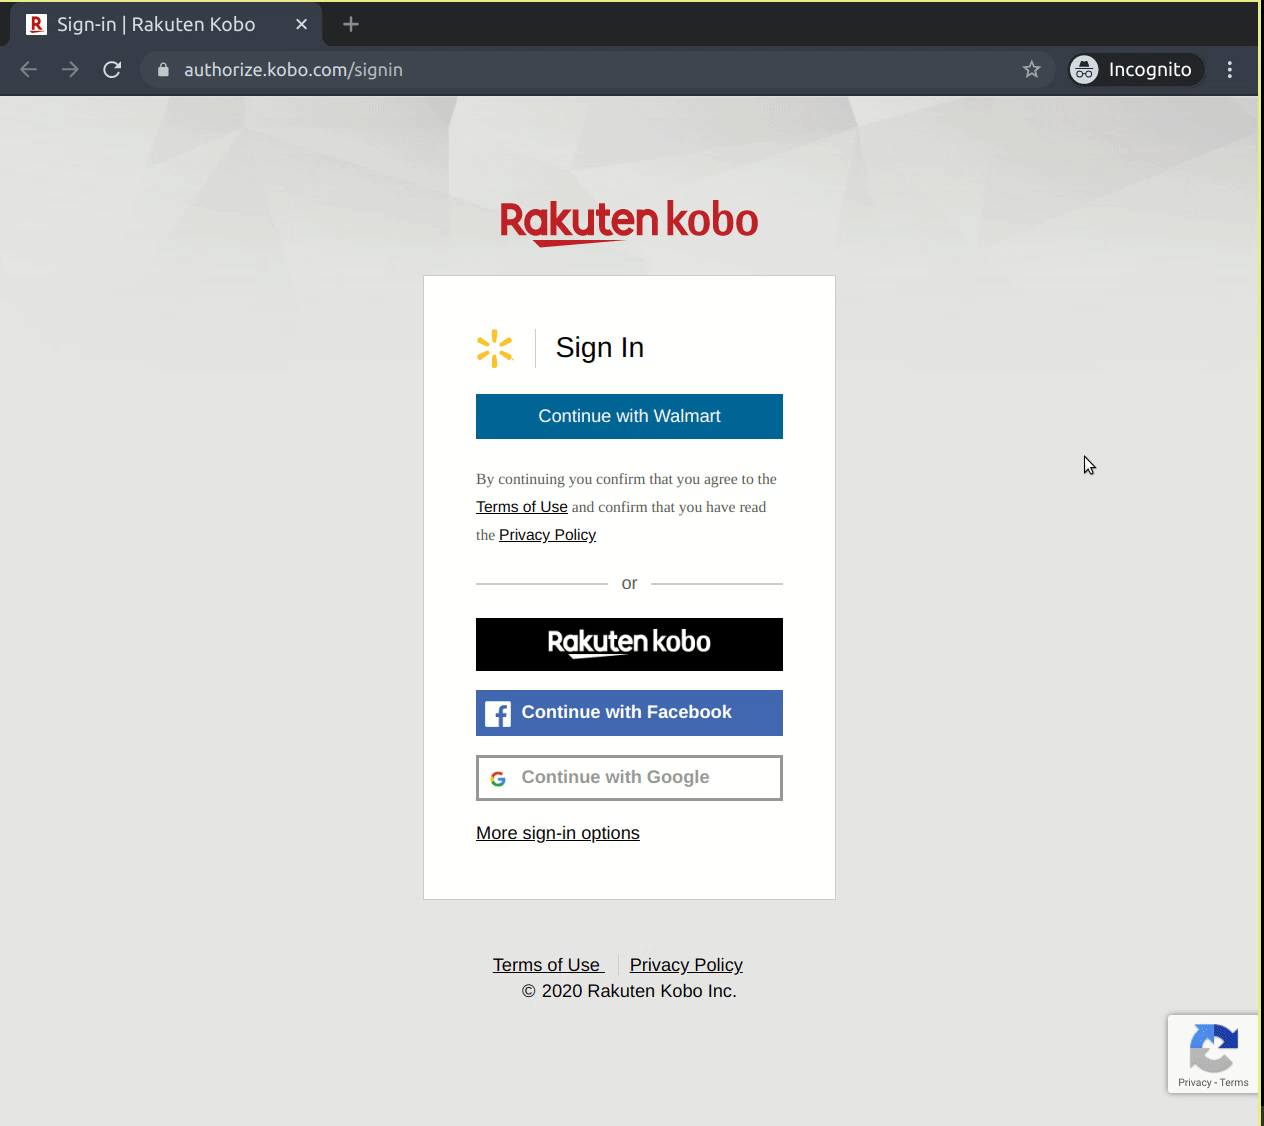 Sign-in | Rakuten Kobo
authorize.kobo.com/signin
Incognito
Rakuten kobo
Sign In
Continue with Walmart
By continuing you confirm that you agree to the
Terms of Use and confirm that you have read
the Privacy Policy
or
Rakuten kobo
Continue with Facebook
Continue with Google
More sign-in options
Terms of Use Privacy Policy
© 2020 Rakuten Kobo Inc.
Privacy - Terms